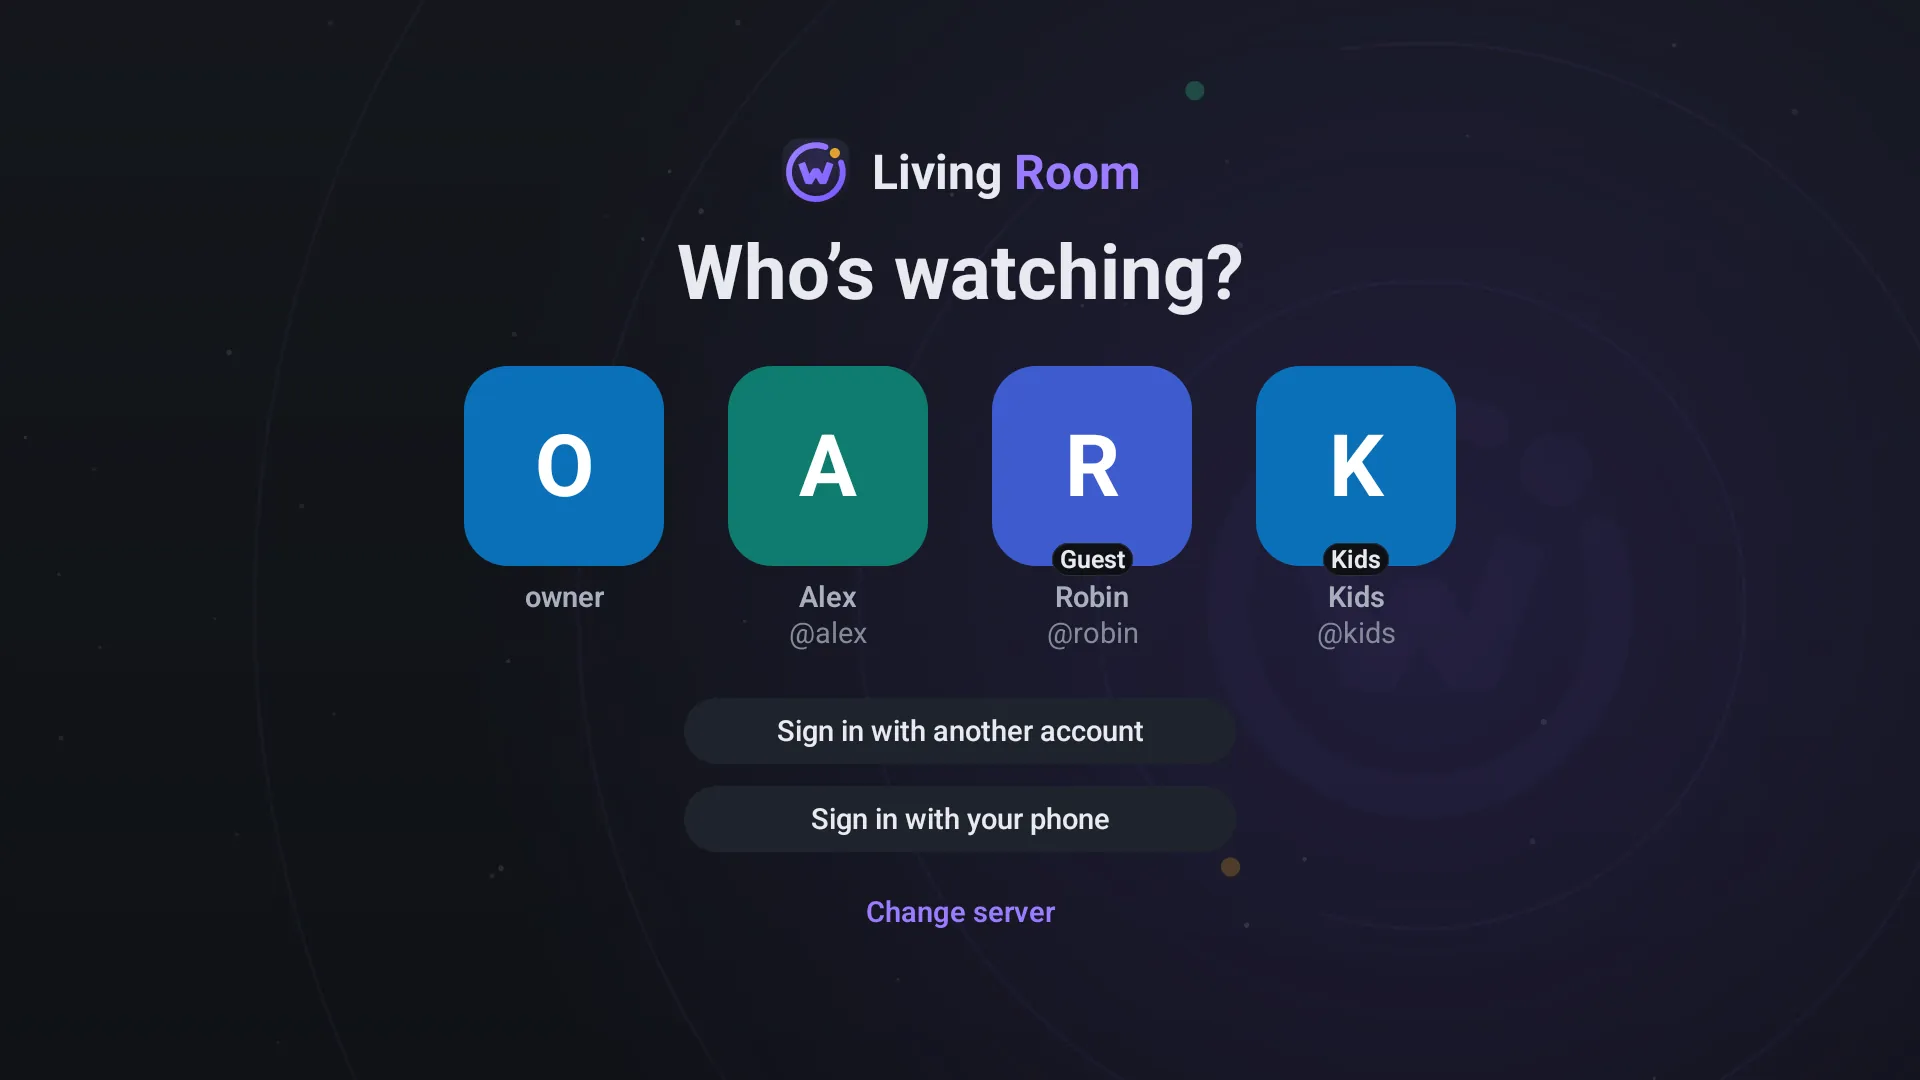 Living Room
Who's watching?
O
A
R
K
Guest
Kids
owner
Alex
Robin
Kids
@alex
@robin
@kids
Sign in with another account
Sign in with your phone
Change server